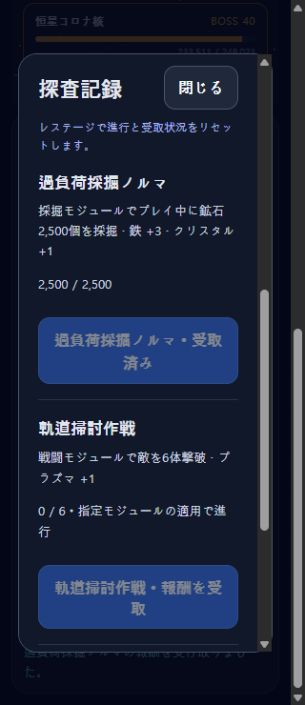 恒星コロナ核 BOSS 40
探査記録
閉じる
レステージで進行と受取状況をリセッ
トします。
過負荷採掘ノルマ
採掘モジュールでプレイ中に鉱石
2,500個を採掘・鉄 +3・クリスタル
+1
2,500 / 2,500
過負荷採掘ノルマ・受取
済み
軌道掃討作戦
戦闘モジュールで敵を6体撃破・プ
ラズマ +1
0 / 6・指定モジュールの適用で進
行
軌道掃討作戦・報酬を受
取
過負荷採掘ノルマの報酬を受け取りまし
た。